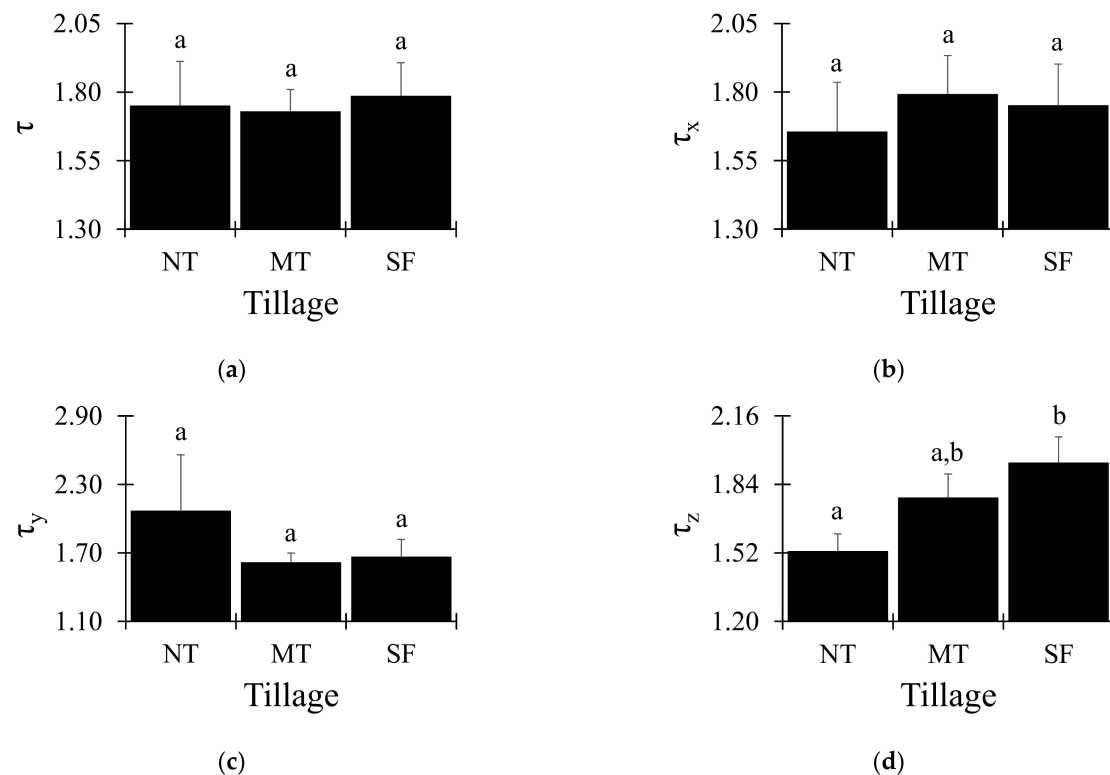 2.05
1.80
1.55
1.30
τ
a a a
NT MT SF
Tillage
(a)
2.05
1.80
1.55
1.30
τx
a a a
NT MT SF
Tillage
(b)
2.90
2.30
1.70
1.10
τy
a a a
NT MT SF
Tillage
(c)
2.16
1.84
1.52
1.20
τz
a a,b b
NT MT SF
Tillage
(d)